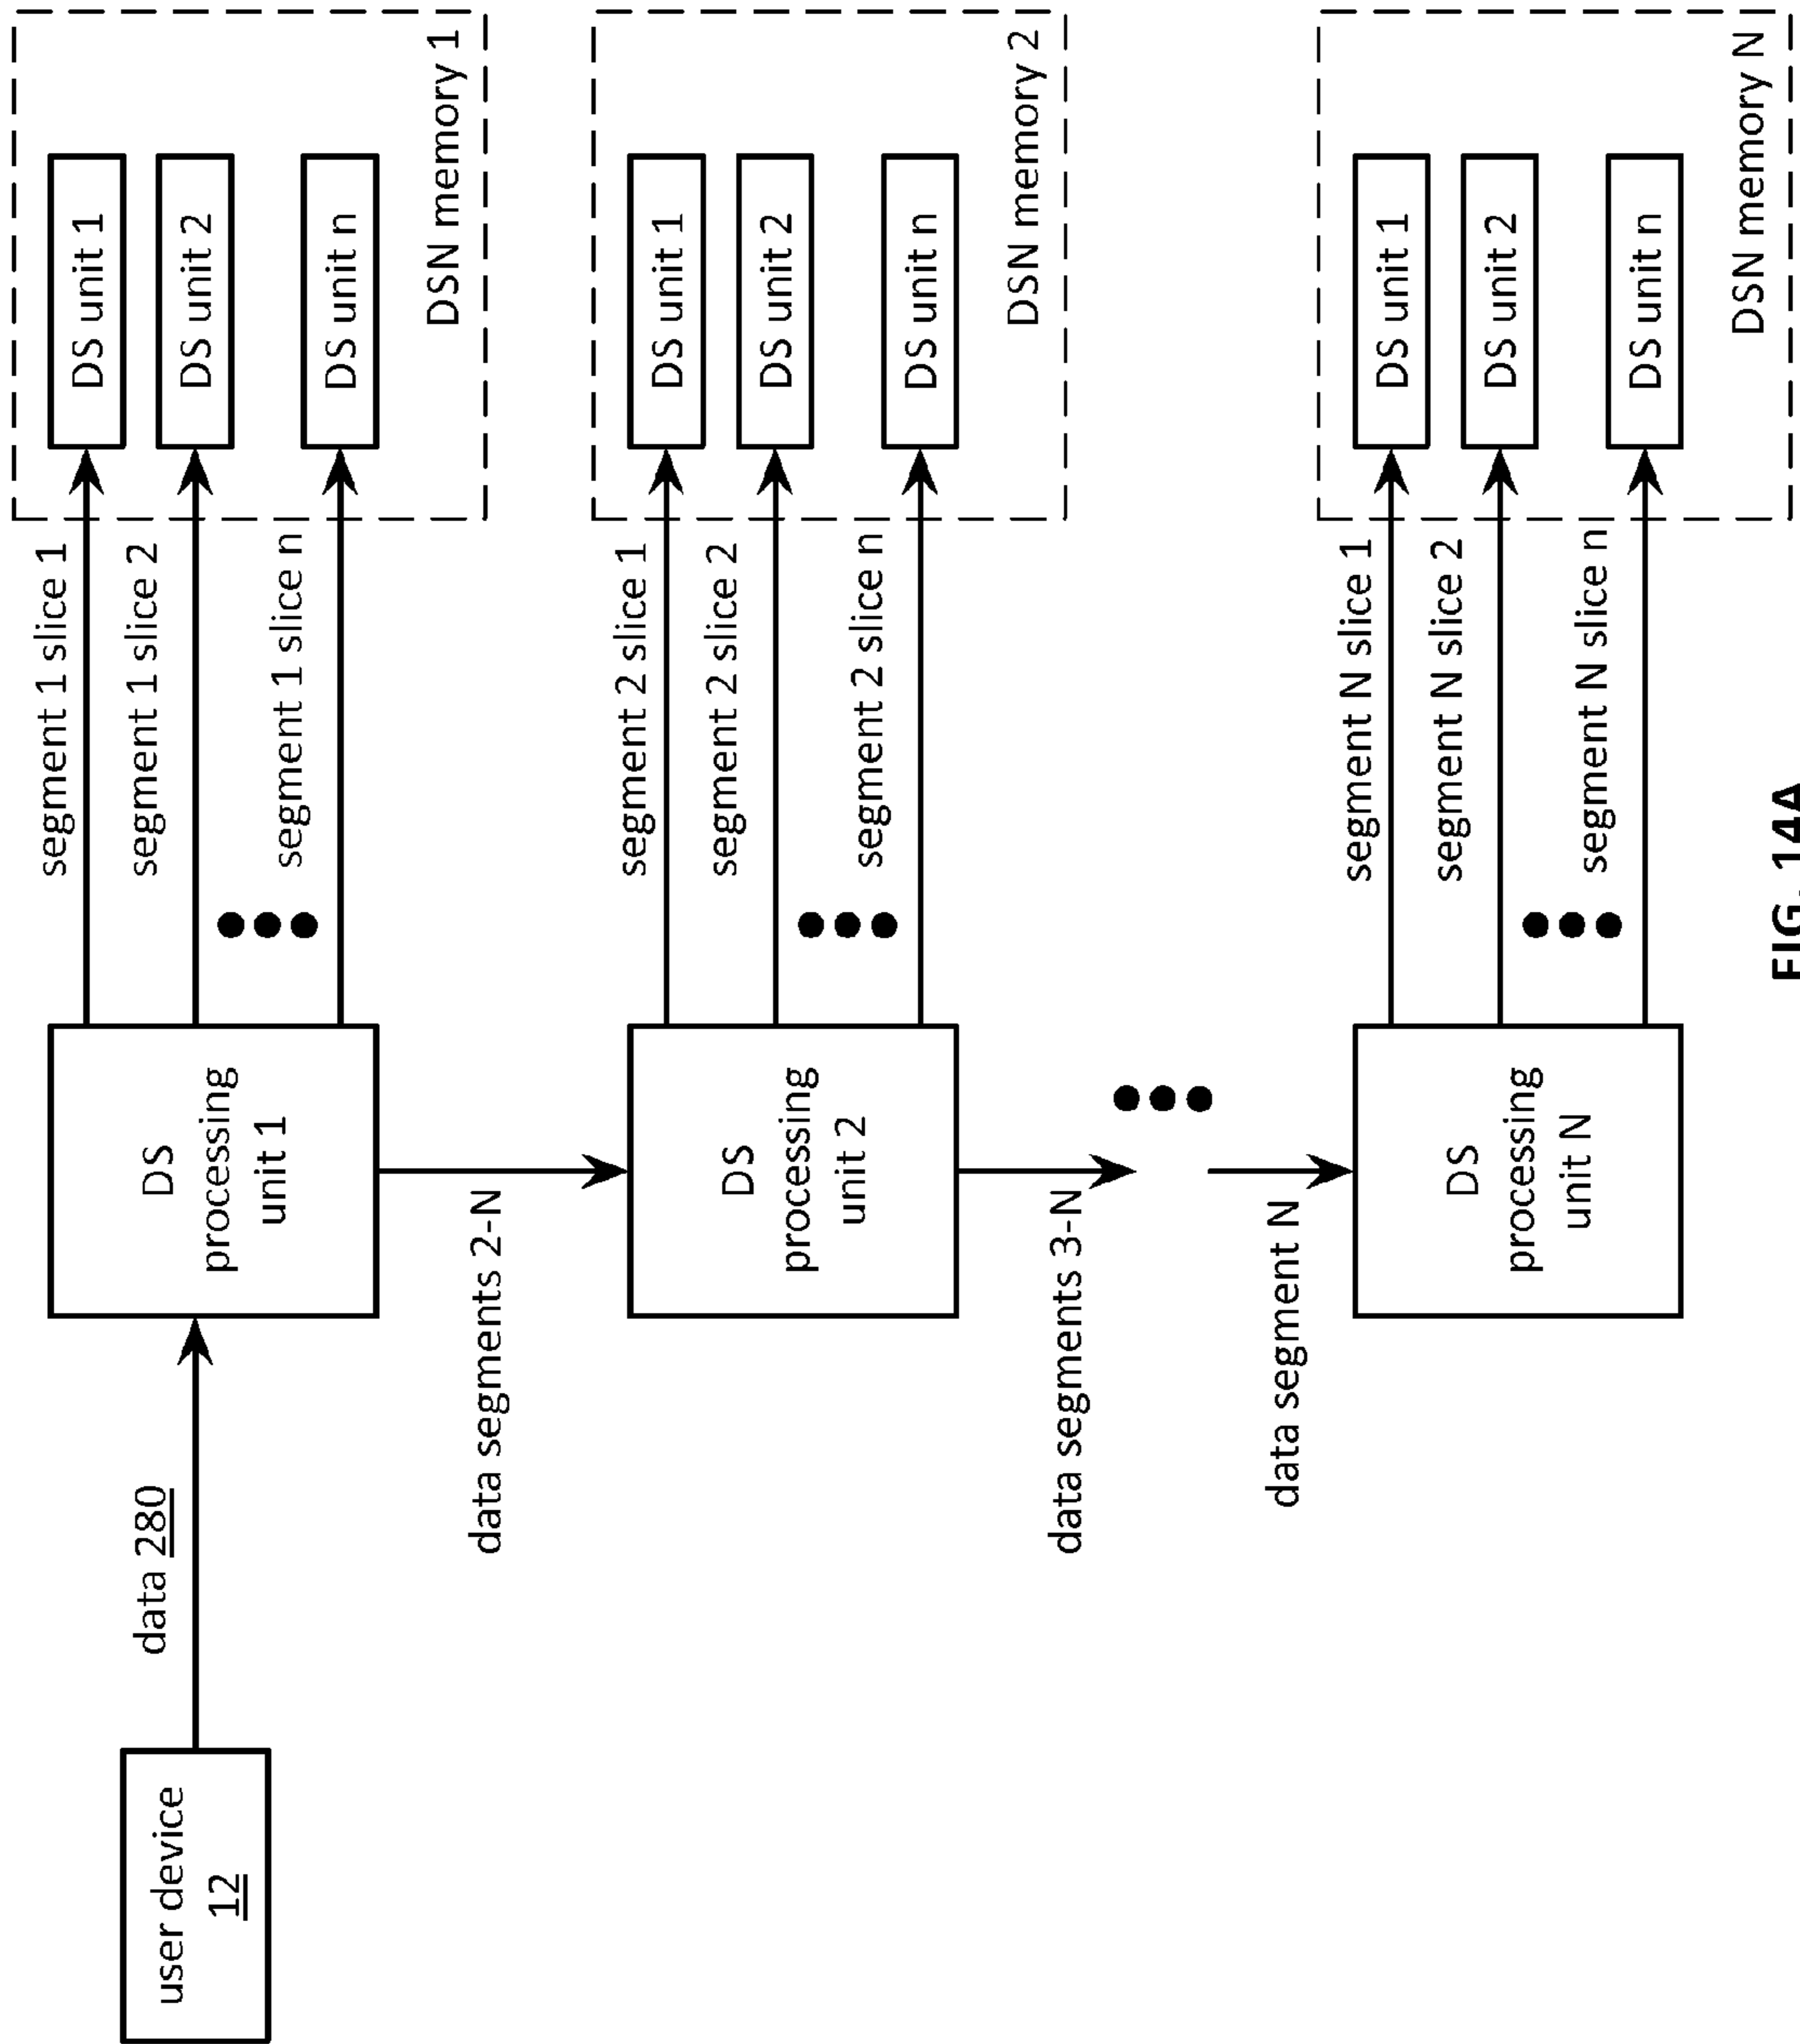 user device
12
data 280
DS
processing
unit 1
segment 1 slice 1
segment 1 slice 2
segment 1 slice n
DS unit 1
DS unit 2
DS unit n
DSN memory 1
data segments 2-N
DS
processing
unit 2
segment 2 slice 1
segment 2 slice 2
segment 2 slice n
DS unit 1
DS unit 2
DS unit n
DSN memory 2
data segments 3-N
data segment N
DS
processing
unit N
segment N slice 1
segment N slice 2
segment N slice n
DS unit 1
DS unit 2
DS unit n
DSN memory N
FIG. 14A